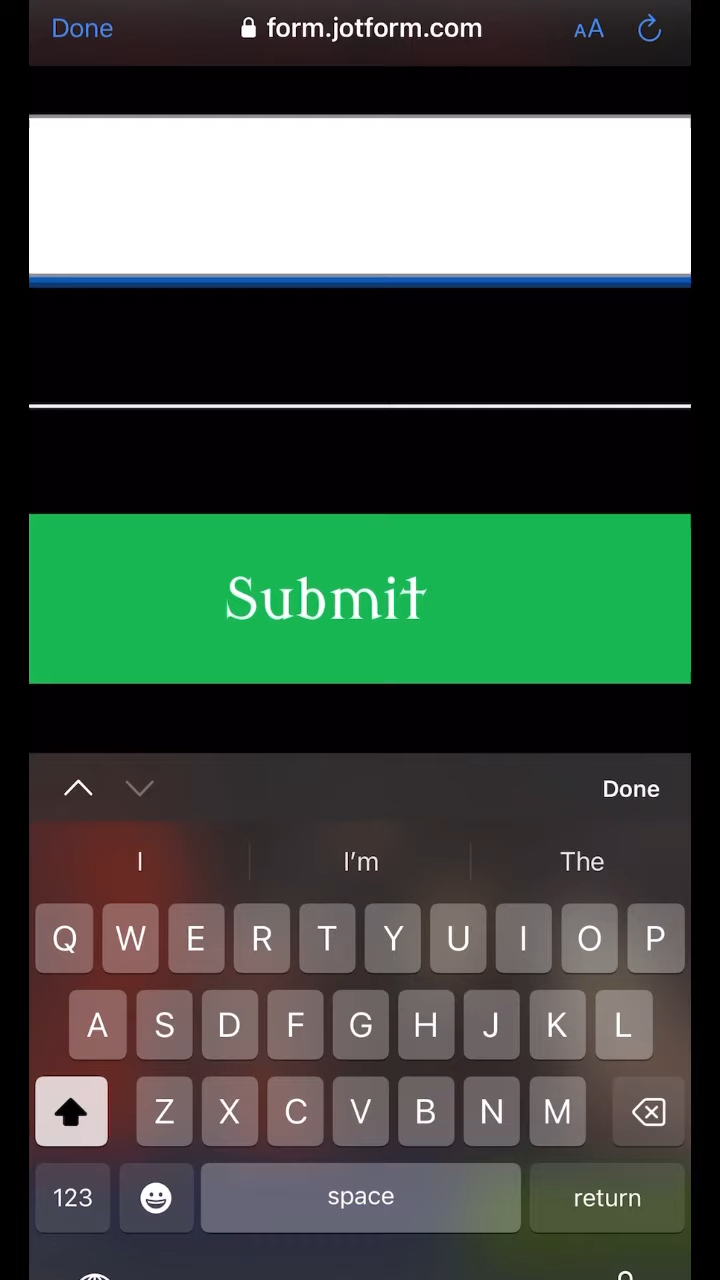 Done form.jotform.com AA
Submit
Done
I I'm The
Q W E R T Y U I O P
A S D F G H J K L
Z X C V B N M
123 space return